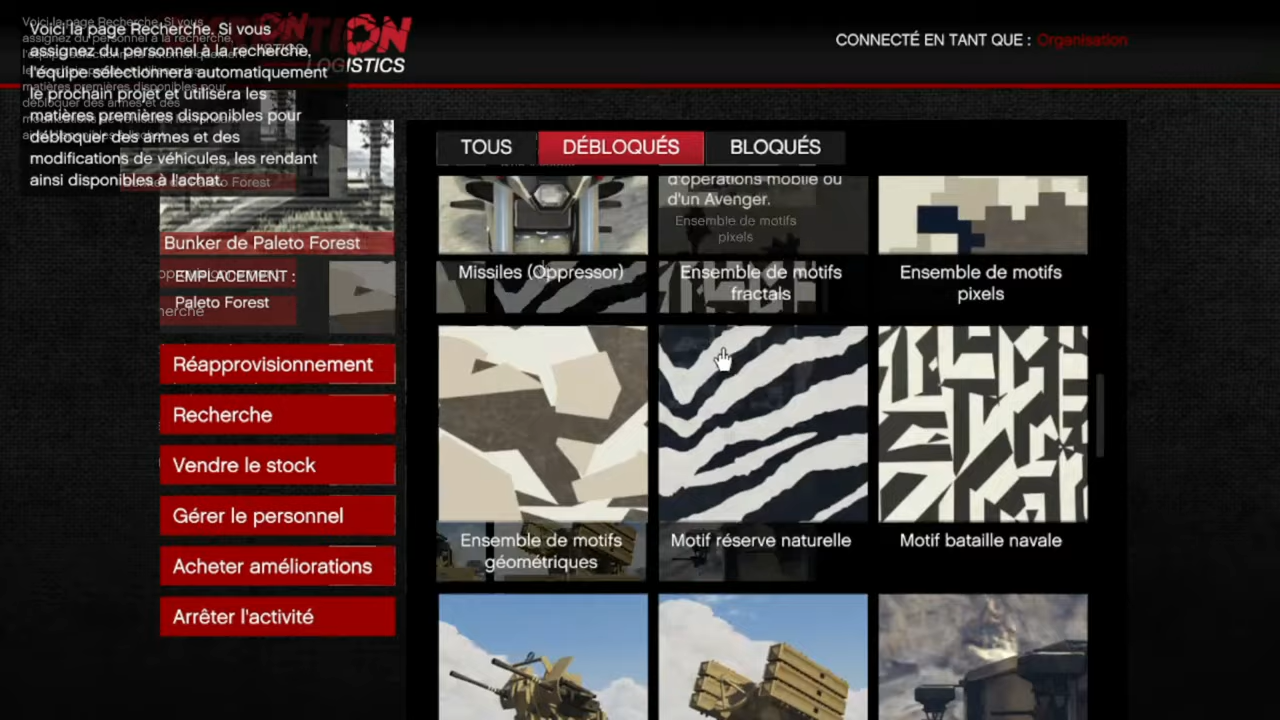 Voici la page Recherche. Si vous
assignez du personnel à la recherche,
l'équipe sélectionnera automatiquement
le prochain projet et utilisera les
matières premières disponibles pour
débloquer des armes et des
modifications de véhicules, les rendant
ainsi disponibles à l'achat.
LOGISTICS
CONNECTÉ EN TANT QUE : Organisation
TOUS
DÉBLOQUÉS
BLOQUÉS
Bunker de Paleto Forest
EMPLACEMENT :
Paleto Forest
Réapprovisionnement
Recherche
Vendre le stock
Gérer le personnel
Acheter améliorations
Arrêter l'activité
d'opérations mobile ou
d'un Avenger.
Ensemble de motifs
pixels
Missiles (Oppressor)
Ensemble de motifs
fractals
Ensemble de motifs
pixels
Ensemble de motifs
géométriques
Motif réserve naturelle
Motif bataille navale